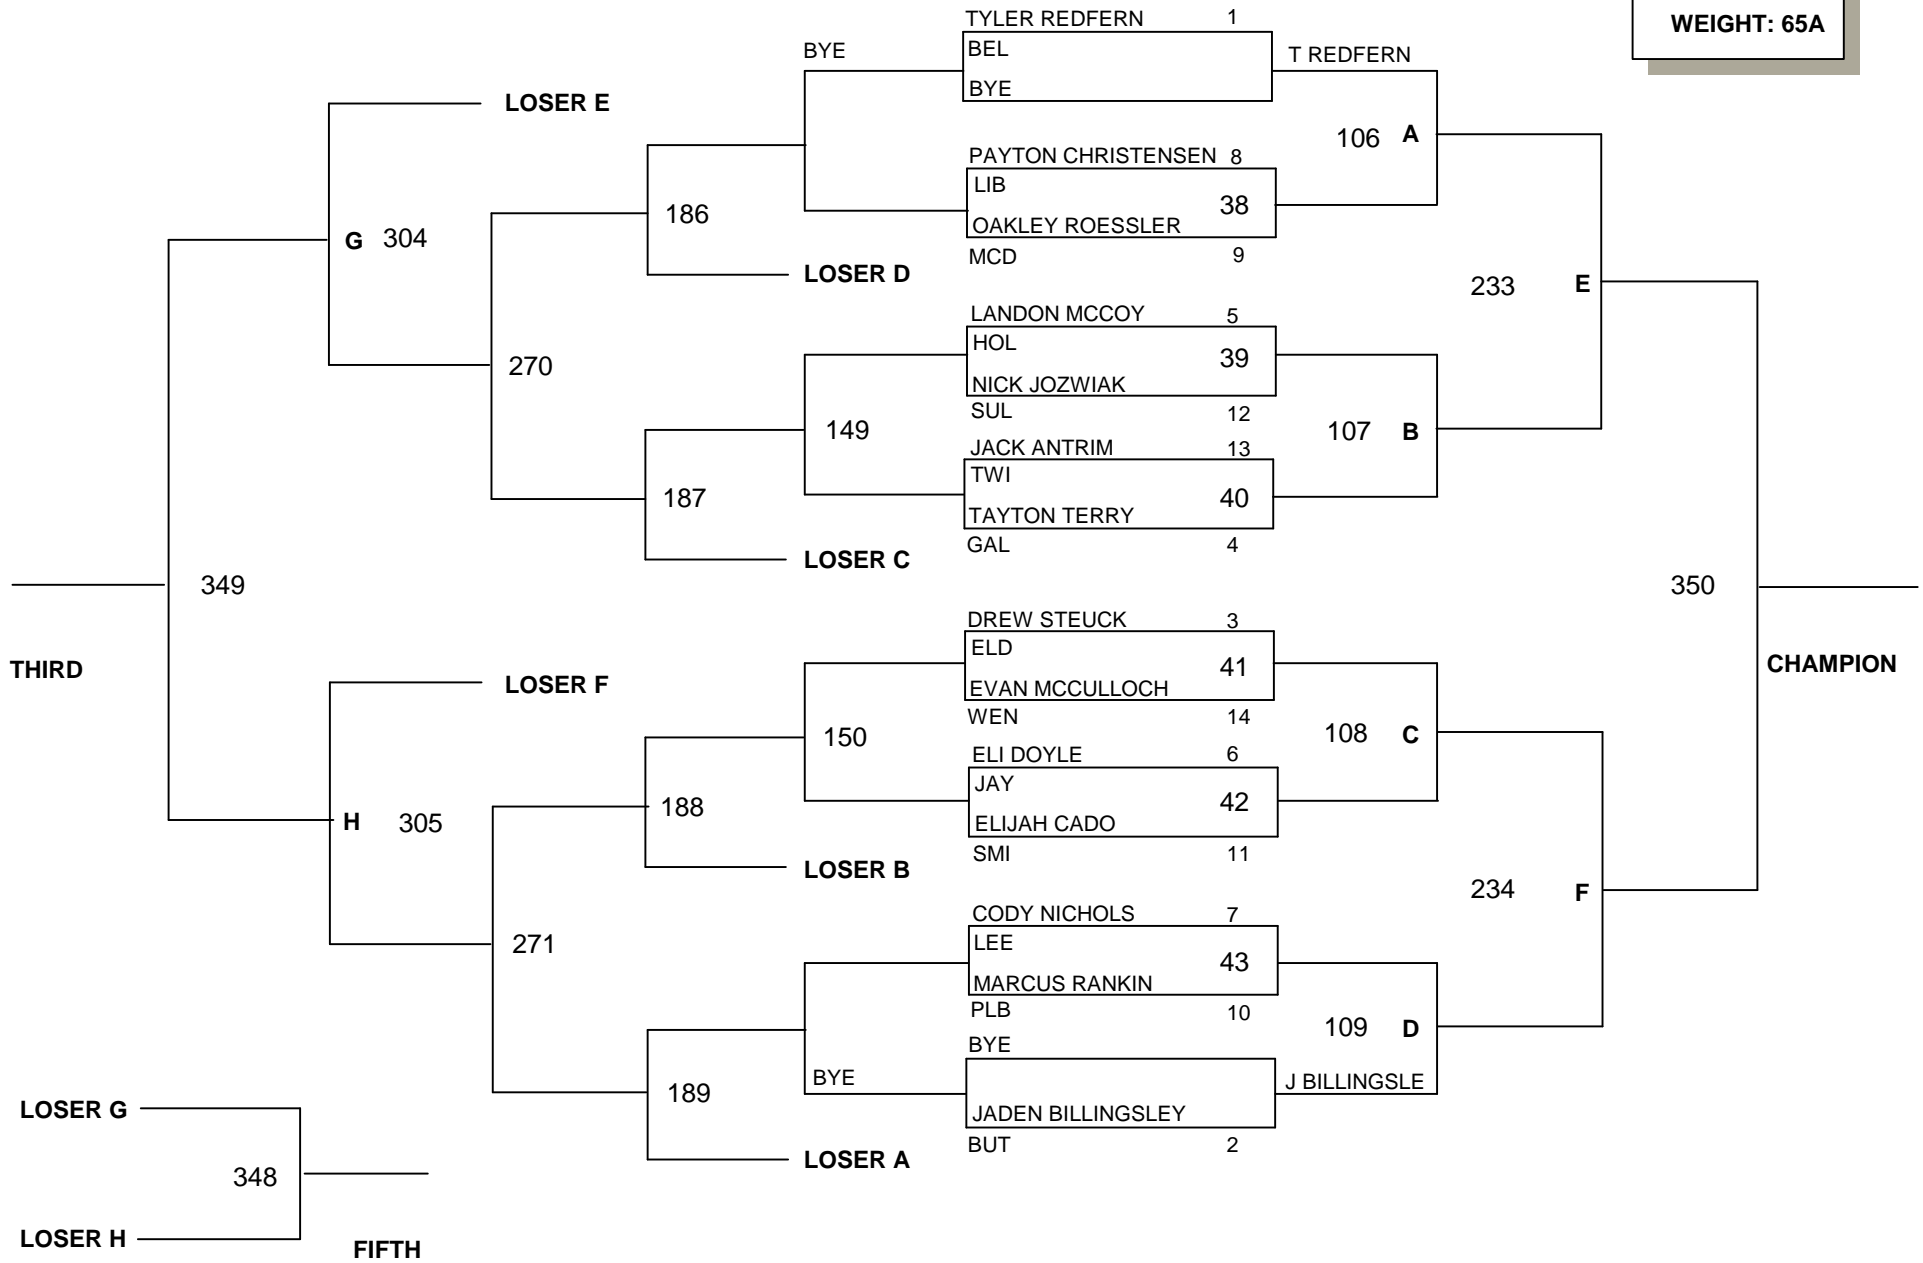 WEIGHT: 65A
TYLER REDFERN 1
BYE
BEL
T REDFERN
BYE
LOSER E
106 A
PAYTON CHRISTENSEN 8
LIB
38
186
OAKLEY ROESSLER
G 304
MCD 9
LOSER D
233 E
LANDON MCCOY 5
HOL
39
270
NICK JOZWIAK
SUL 12
149
107 B
JACK ANTRIM 13
TWI
187
40
TAYTON TERRY
GAL 4
LOSER C
349
350
DREW STEUCK 3
ELD
THIRD
41
CHAMPION
LOSER F
EVAN MCCULLOCH
WEN 14
150
108 C
ELI DOYLE 6
JAY
188
42
H 305
ELIJAH CADO
SMI 11
LOSER B
234 F
CODY NICHOLS 7
LEE
271
43
MARCUS RANKIN
PLB 10
109 D
BYE
BYE
J BILLINGSLE
189
LOSER G
JADEN BILLINGSLEY
BUT 2
LOSER A
348
LOSER H
FIFTH